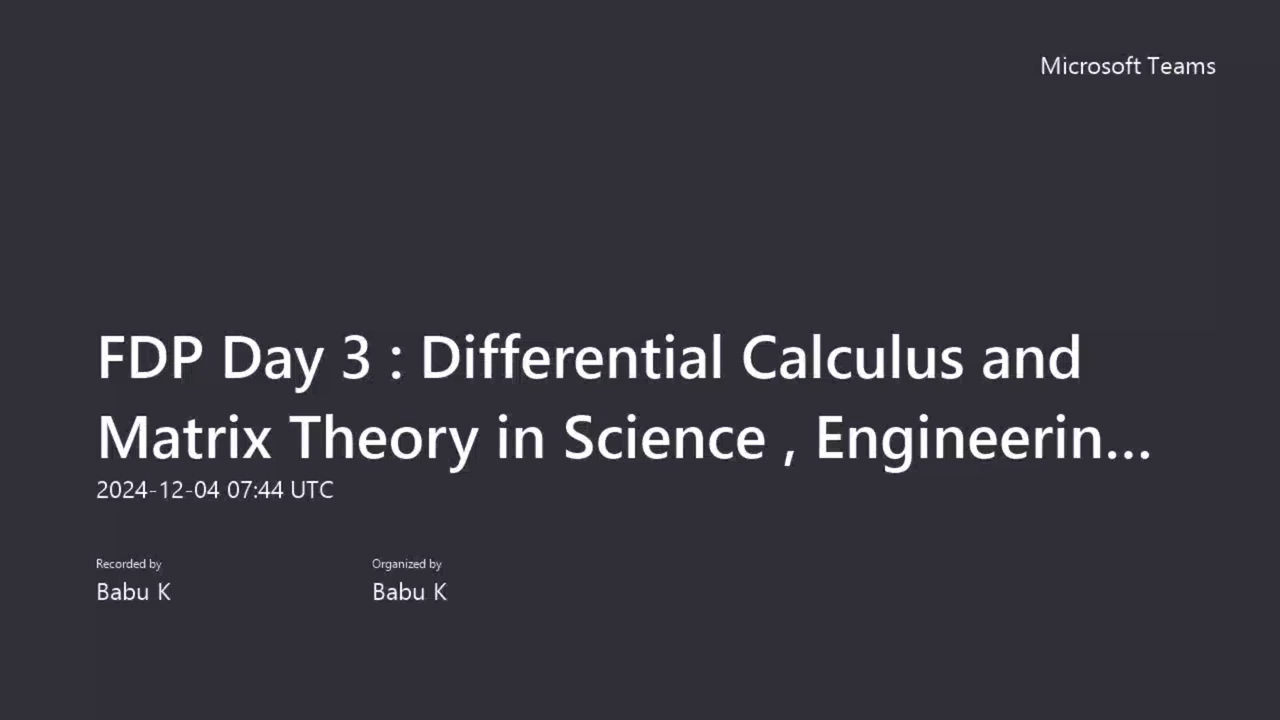 Microsoft Teams
FDP Day 3 : Differential Calculus and
Matrix Theory in Science , Engineerin...
2024-12-04 07:44 UTC
Recorded by Organized by
Babu K Babu K